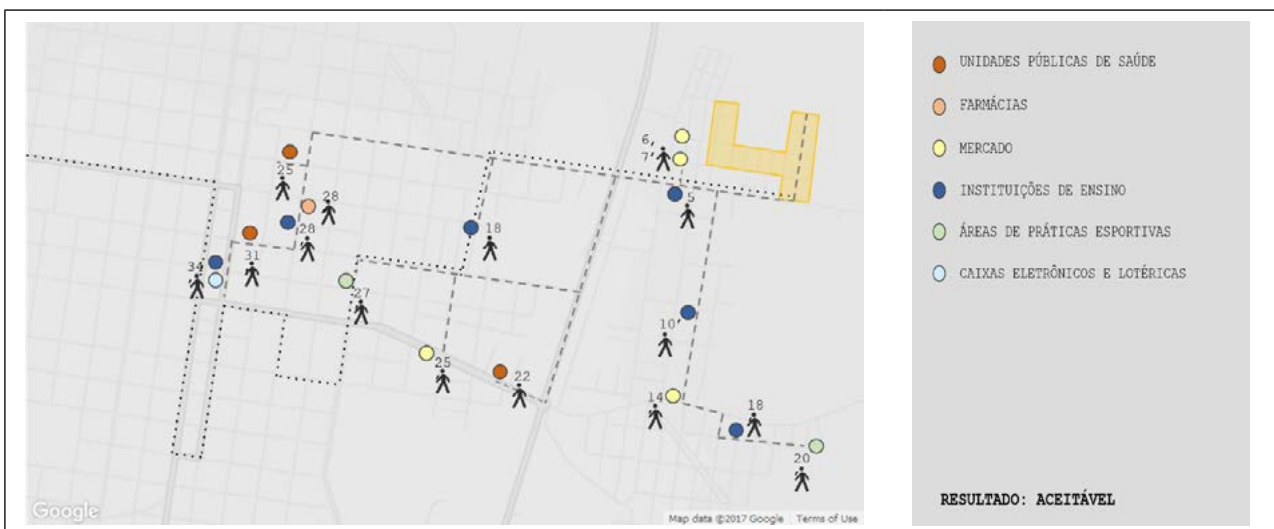 6'
7'
25
28
5
28
18
31
34
27
10'
25
22
14
18
20
Google
Map data ©2017 Google
Terms of Use
UNIDADES PÚBLICAS DE SAÚDE
FARMÁCIAS
MERCADO
INSTITUIÇÕES DE ENSINO
ÁREAS DE PRÁTICAS ESPORTIVAS
CAIXAS ELETRÔNICOS E LOTÉRICAS
RESULTADO: ACEITÁVEL